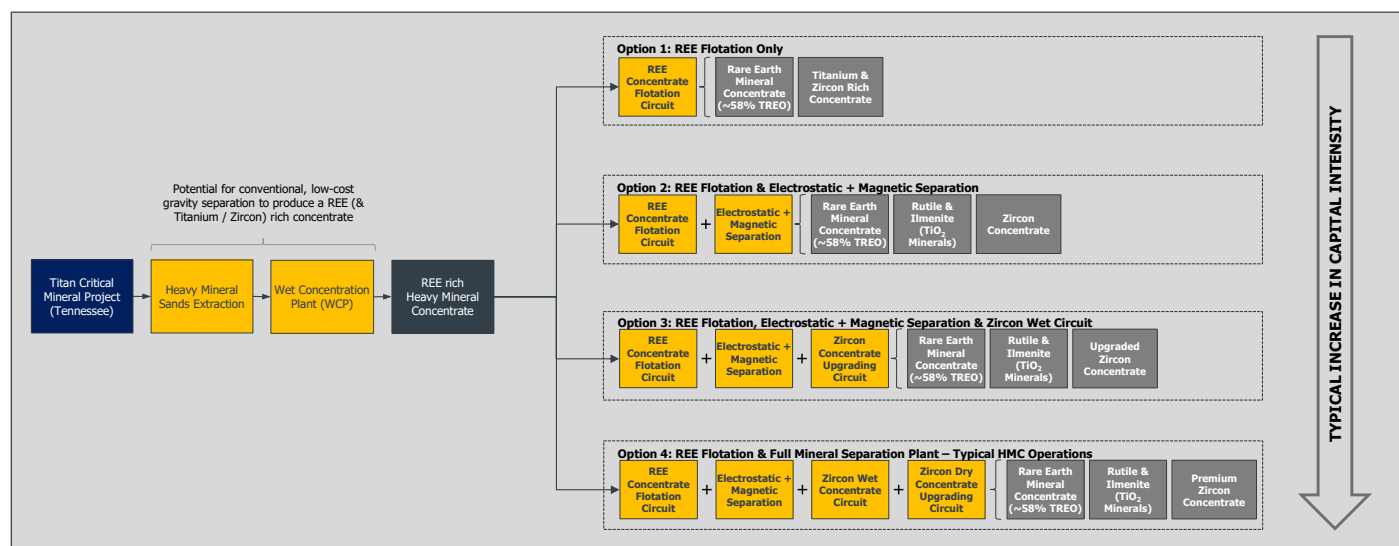 Potential for conventional, low-cost
gravity separation to produce a REE (&
Titanium / Zircon) rich concentrate
Titan Critical
Mineral Project
(Tennessee)
Heavy Mineral
Sands Extraction
Wet Concentration
Plant (WCP)
REE rich
Heavy Mineral
Concentrate
Option 1: REE Flotation Only
REE
Concentrate
Flotation
Circuit
Rare Earth
Mineral
Concentrate
(~58% TREO)
Titanium &
Zircon Rich
Concentrate
Option 2: REE Flotation & Electrostatic + Magnetic Separation
REE
Concentrate
Flotation
Circuit
+
Electrostatic +
Magnetic
Separation
Rare Earth
Mineral
Concentrate
(~58% TREO)
Rutile &
Ilmenite
(TiO2
Minerals)
Zircon
Concentrate
Option 3: REE Flotation, Electrostatic + Magnetic Separation & Zircon Wet Circuit
REE
Concentrate
Flotation
Circuit
+
Electrostatic +
Magnetic
Separation
+
Zircon
Concentrate
Upgrading
Circuit
Rare Earth
Mineral
Concentrate
(~58% TREO)
Rutile &
Ilmenite
(TiO2
Minerals)
Upgraded
Zircon
Concentrate
Option 4: REE Flotation & Full Mineral Separation Plant – Typical HMC Operations
REE
Concentrate
Flotation
Circuit
+
Electrostatic +
Magnetic
Separation
+
Zircon Wet
Concentrate
Circuit
+
Zircon Dry
Concentrate
Upgrading
Circuit
Rare Earth
Mineral
Concentrate
(~58% TREO)
Rutile &
Ilmenite
(TiO2
Minerals)
Premium
Zircon
Concentrate
TYPICAL INCREASE IN CAPITAL INTENSITY